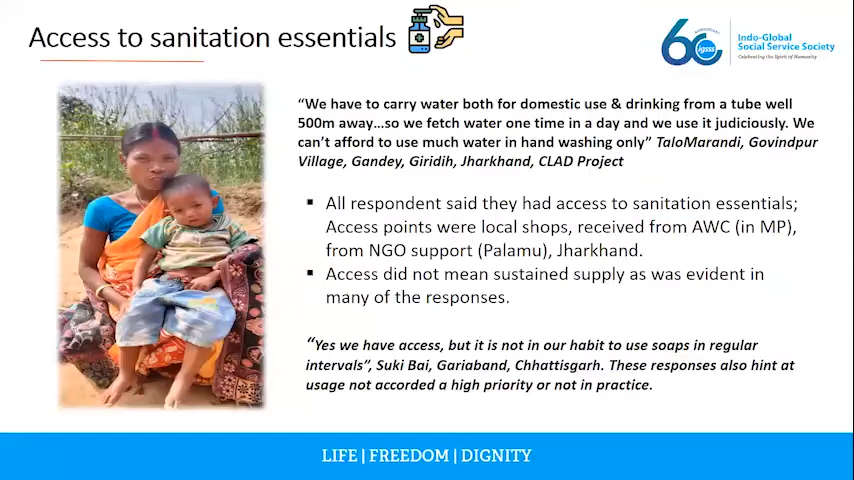 Access to sanitation essentials
60
ANNIVERSARY
igsss
Indo-Global
Social Service Society
Celebrating the Spirit of Humanity
“We have to carry water both for domestic use & drinking from a tube well
500m away…so we fetch water one time in a day and we use it judiciously. We
can’t afford to use much water in hand washing only” TaloMarandi, Govindpur
Village, Gandey, Giridih, Jharkhand, CLAD Project
▪ All respondent said they had access to sanitation essentials;
Access points were local shops, received from AWC (in MP),
from NGO support (Palamu), Jharkhand.
▪ Access did not mean sustained supply as was evident in
many of the responses.
“Yes we have access, but it is not in our habit to use soaps in regular
intervals”, Suki Bai, Gariaband, Chhattisgarh. These responses also hint at
usage not accorded a high priority or not in practice.
LIFE | FREEDOM | DIGNITY